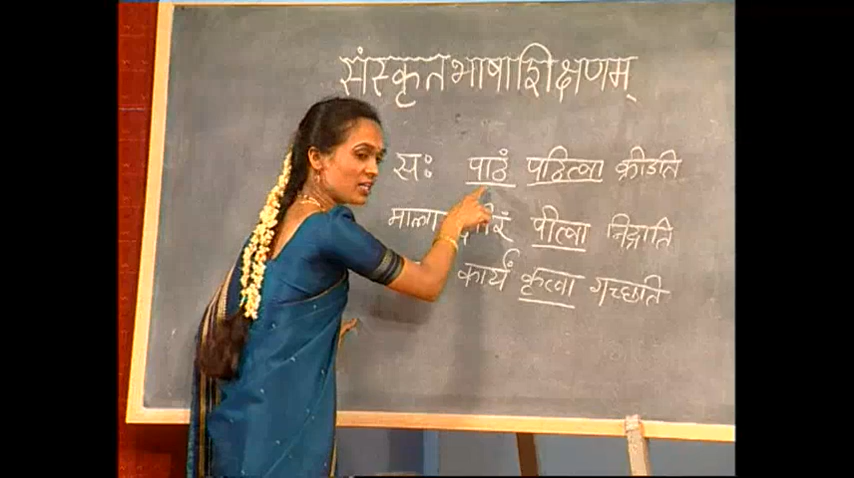 संस्कृतभाषाशिक्षणम्
सः पाठं पठित्वा क्रीडति
माला पीत्वा
कार्यं कृत्वा गच्छति